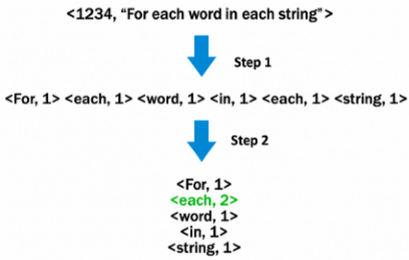 <1234, “For each word in each string”>
Step 1
<For, 1> <each, 1> <word, 1> <in, 1> <each, 1> <string, 1>
Step 2
<For, 1>
<each, 2>
<word, 1>
<in, 1>
<string, 1>